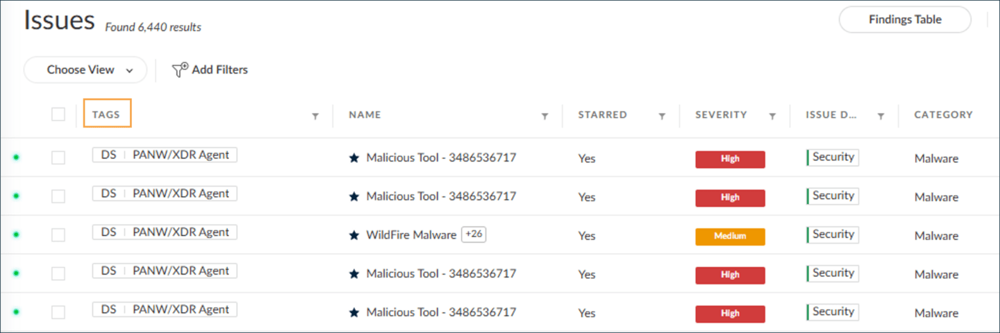 Issues Found 6,440 results Findings Table
Choose View Add Filters
TAGS NAME STARRED SEVERITY ISSUE D... CATEGORY
DS PANW/XDR Agent Malicious Tool - 3486536717 Yes High Security Malware
DS PANW/XDR Agent Malicious Tool - 3486536717 Yes High Security Malware
DS PANW/XDR Agent WildFire Malware +26 Yes Medium Security Malware
DS PANW/XDR Agent Malicious Tool - 3486536717 Yes High Security Malware
DS PANW/XDR Agent Malicious Tool - 3486536717 Yes High Security Malware